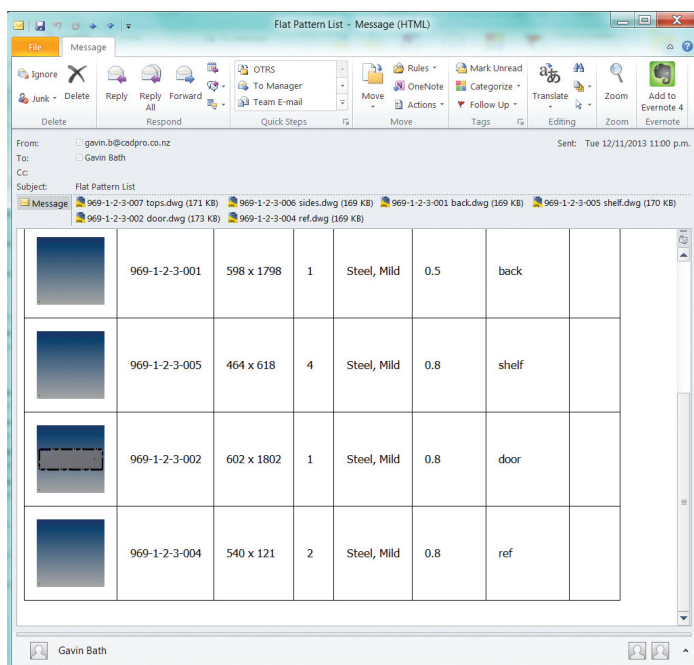 Flat Pattern List - Message (HTML)
File Message
Ignore
Junk
Delete
Reply
Reply All
Forward
OTRS
To Manager
Team E-mail
Move
Rules
OneNote
Actions
Mark Unread
Categorize
Follow Up
Translate
Zoom
Add to Evernote 4
Delete Respond Quick Steps Move Tags Editing Zoom Evernote
From: gavin.b@cadpro.co.nz Sent: Tue 12/11/2013 11:00 p.m.
To: Gavin Bath
Cc:
Subject: Flat Pattern List
Message 969-1-2-3-007 tops.dwg (171 KB) 969-1-2-3-006 sides.dwg (169 KB) 969-1-2-3-001 back.dwg (169 KB) 969-1-2-3-005 shelf.dwg (170 KB)
969-1-2-3-002 door.dwg (173 KB) 969-1-2-3-004 ref.dwg (169 KB)
969-1-2-3-001 598 x 1798 1 Steel, Mild 0.5 back
969-1-2-3-005 464 x 618 4 Steel, Mild 0.8 shelf
969-1-2-3-002 602 x 1802 1 Steel, Mild 0.8 door
969-1-2-3-004 540 x 121 2 Steel, Mild 0.8 ref
Gavin Bath